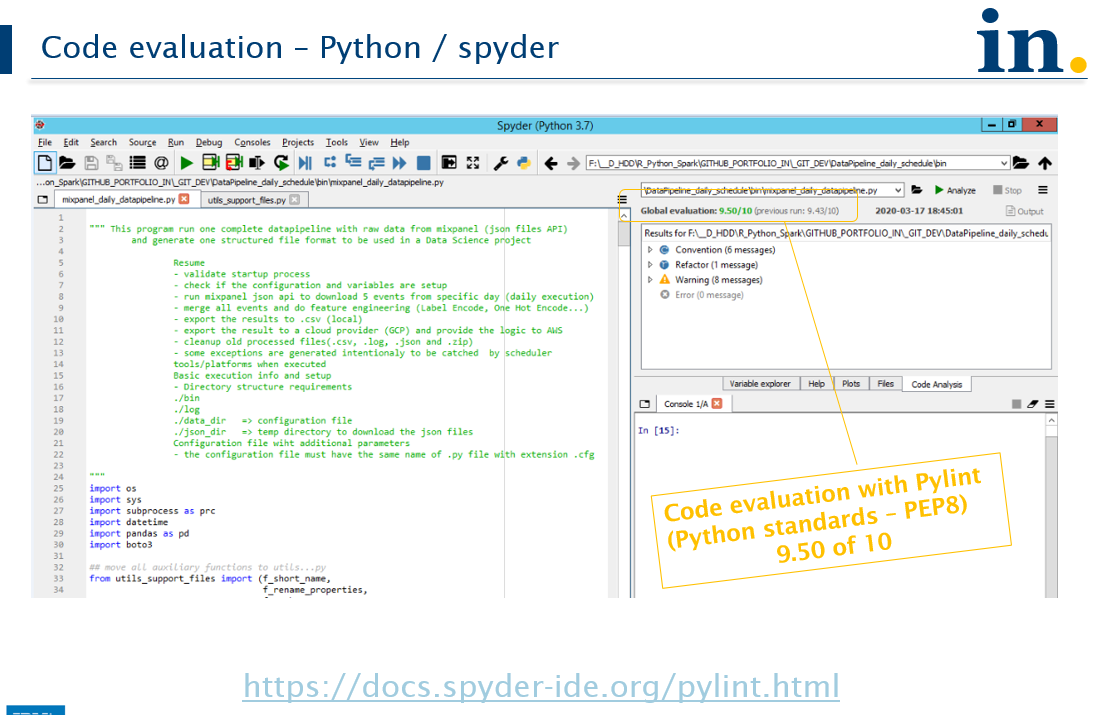 Code evaluation – Python / spyder
in.
Spyder (Python 3.7)
File Edit Search Source Run Debug Consoles Projects Tools View Help
F:\__D_HDD\R_Python_Spark\GITHUB_PORTFOLIO_IN\_GIT_DEV\DataPipeline_daily_schedule\bin
...on_Spark\GITHUB_PORTFOLIO_IN\_GIT_DEV\DataPipeline_daily_schedule\bin\mixpanel_daily_datapipeline.py
mixpanel_daily_datapipeline.py utils_support_files.py
1
2 """ This program run one complete datapipeline with raw data from mixpanel (json files API)
3 and generate one structured file format to be used in a Data Science project
4
5 Resume
6 - validate startup process
7 - check if the configuration and variables are setup
8 - run mixpanel json api to download 5 events from specific day (daily execution)
9 - merge all events and do feature engineering (Label Encode, One Hot Encode...)
10 - export the results to .csv (local)
11 - export the result to a cloud provider (GCP) and provide the logic to AWS
12 - cleanup old processed files(.csv, .log, .json and .zip)
13 - some exceptions are generated intentionaly to be catched by scheduler
14 tools/platforms when executed
15 Basic execution info and setup
16 - Directory structure requirements
17 ./bin
18 ./log
19 ./data_dir => configuration file
20 ./json_dir => temp directory to download the json files
21 Configuration file wiht additional parameters
22 - the configuration file must have the same name of .py file with extension .cfg
23
24 """
25 import os
26 import sys
27 import subprocess as prc
28 import datetime
29 import pandas as pd
30 import boto3
31
32 ## move all auxiliary functions to utils...py
33 from utils_support_files import (f_short_name,
34 f_rename_properties,
\DataPipeline_daily_schedule\bin\mixpanel_daily_datapipeline.py Analyze Stop
Global evaluation: 9.50/10 (previous run: 9.43/10) 2020-03-17 18:45:01 Output
Results for F:\__D_HDD\R_Python_Spark\GITHUB_PORTFOLIO_IN\_GIT_DEV\DataPipeline_daily_schedu
Convention (6 messages)
Refactor (1 message)
Warning (8 messages)
Error (0 message)
Variable explorer Help Plots Files Code Analysis
Console 1/A
In [15]:
Code evaluation with Pylint
(Python standards – PEP8)
9.50 of 10
https://docs.spyder-ide.org/pylint.html